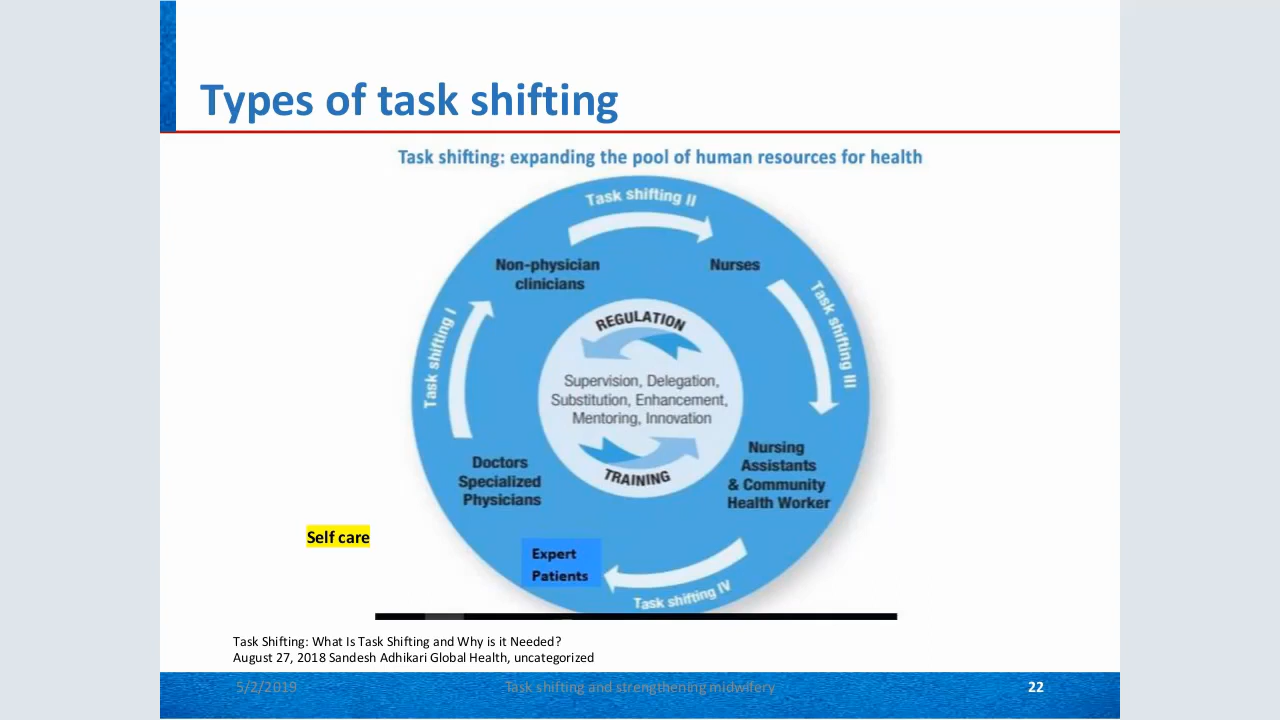 Types of task shifting
Task shifting: expanding the pool of human resources for health
Task shifting II
Non-physician
clinicians
Nurses
Task shifting I
Task shifting III
REGULATION
Supervision, Delegation,
Substitution, Enhancement,
Mentoring, Innovation
TRAINING
Doctors
Specialized
Physicians
Nursing
Assistants
& Community
Health Worker
Self care
Expert
Patients
Task shifting IV
Task Shifting: What Is Task Shifting and Why is it Needed?
August 27, 2018 Sandesh Adhikari Global Health, uncategorized
5/2/2019
Task shifting and strengthening midwifery
22